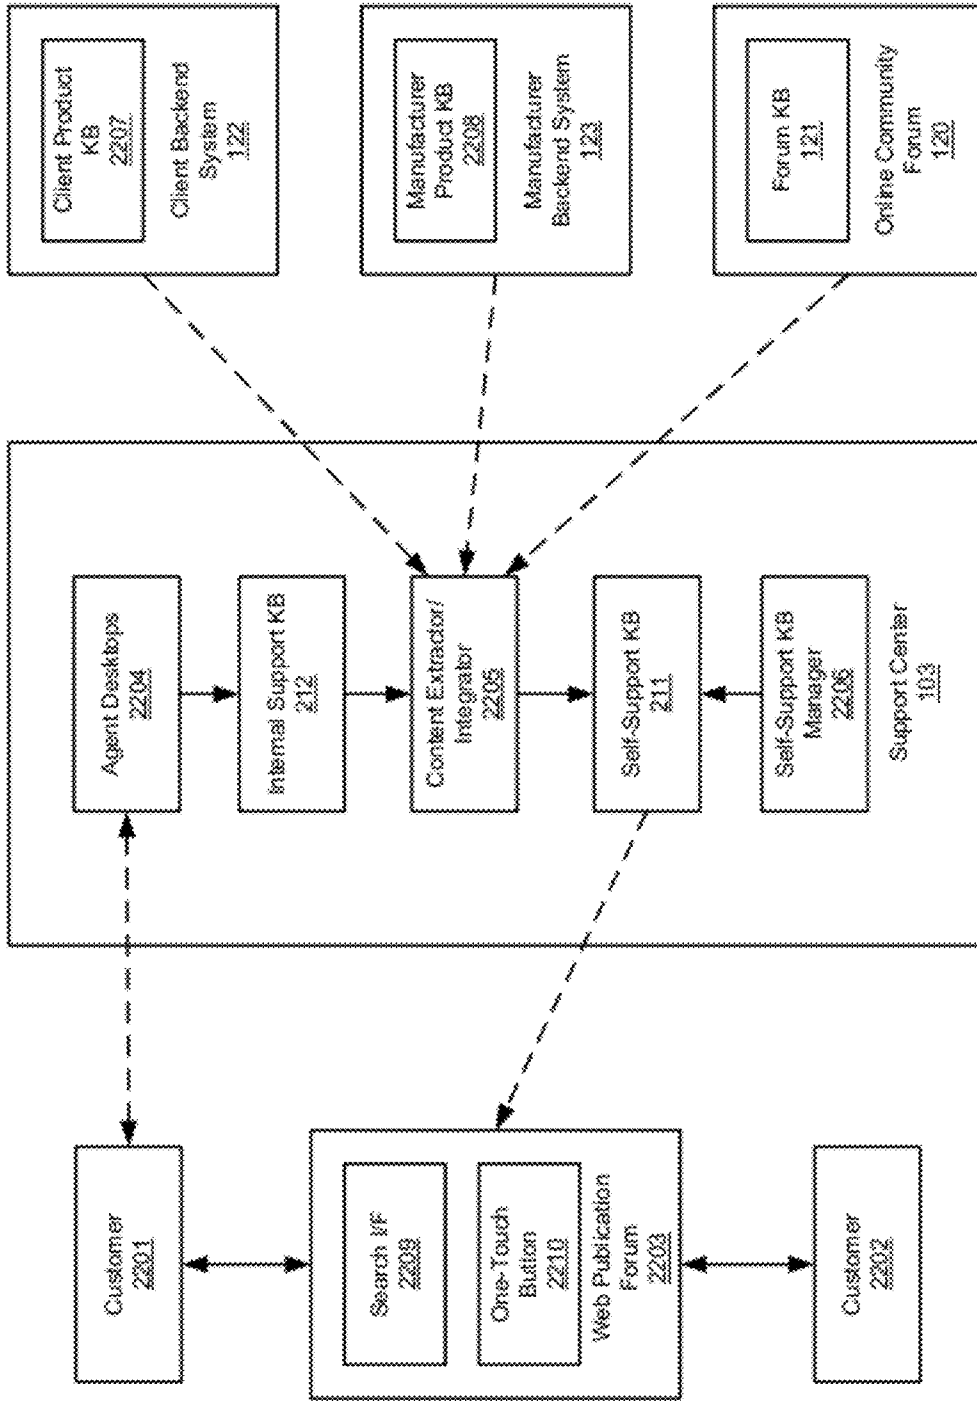 Customer
2201
Search I/F
2209
One-Touch
Button
2210
Web Publication
Forum
2203
Customer
2202
Agent Desktops
2204
Internal Support KB
212
Content Extractor/
Integrator
2205
Self-Support KB
211
Self-Support KB
Manager
2206
Support Center
103
Client Product
KB
2207
Client Backend
System
122
Manufacturer
Product KB
2208
Manufacturer
Backend System
123
Forum KB
121
Online Community
Forum
120